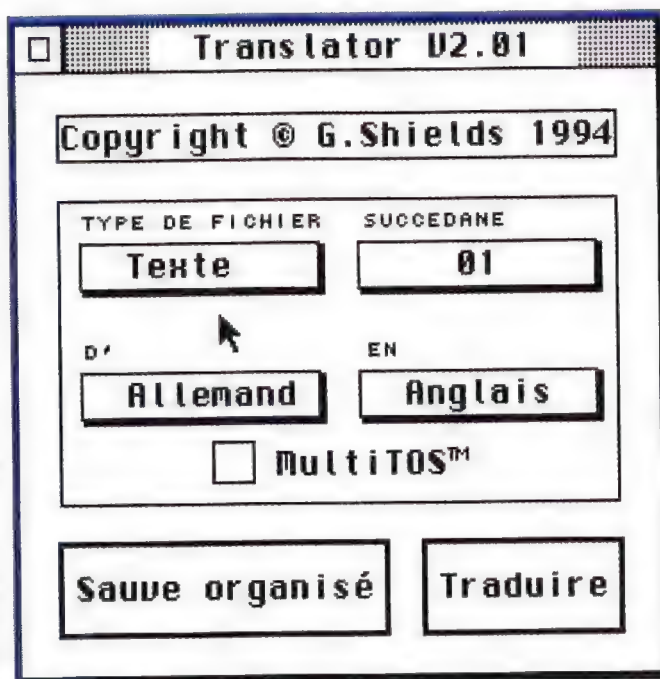 Translator V2.01
Copyright © G.Shields 1994
TYPE DE FICHIER SUCCEDANE
Texte 01
D' EN
Allemand Anglais
MultiTOS™
Sauve organisé Traduire